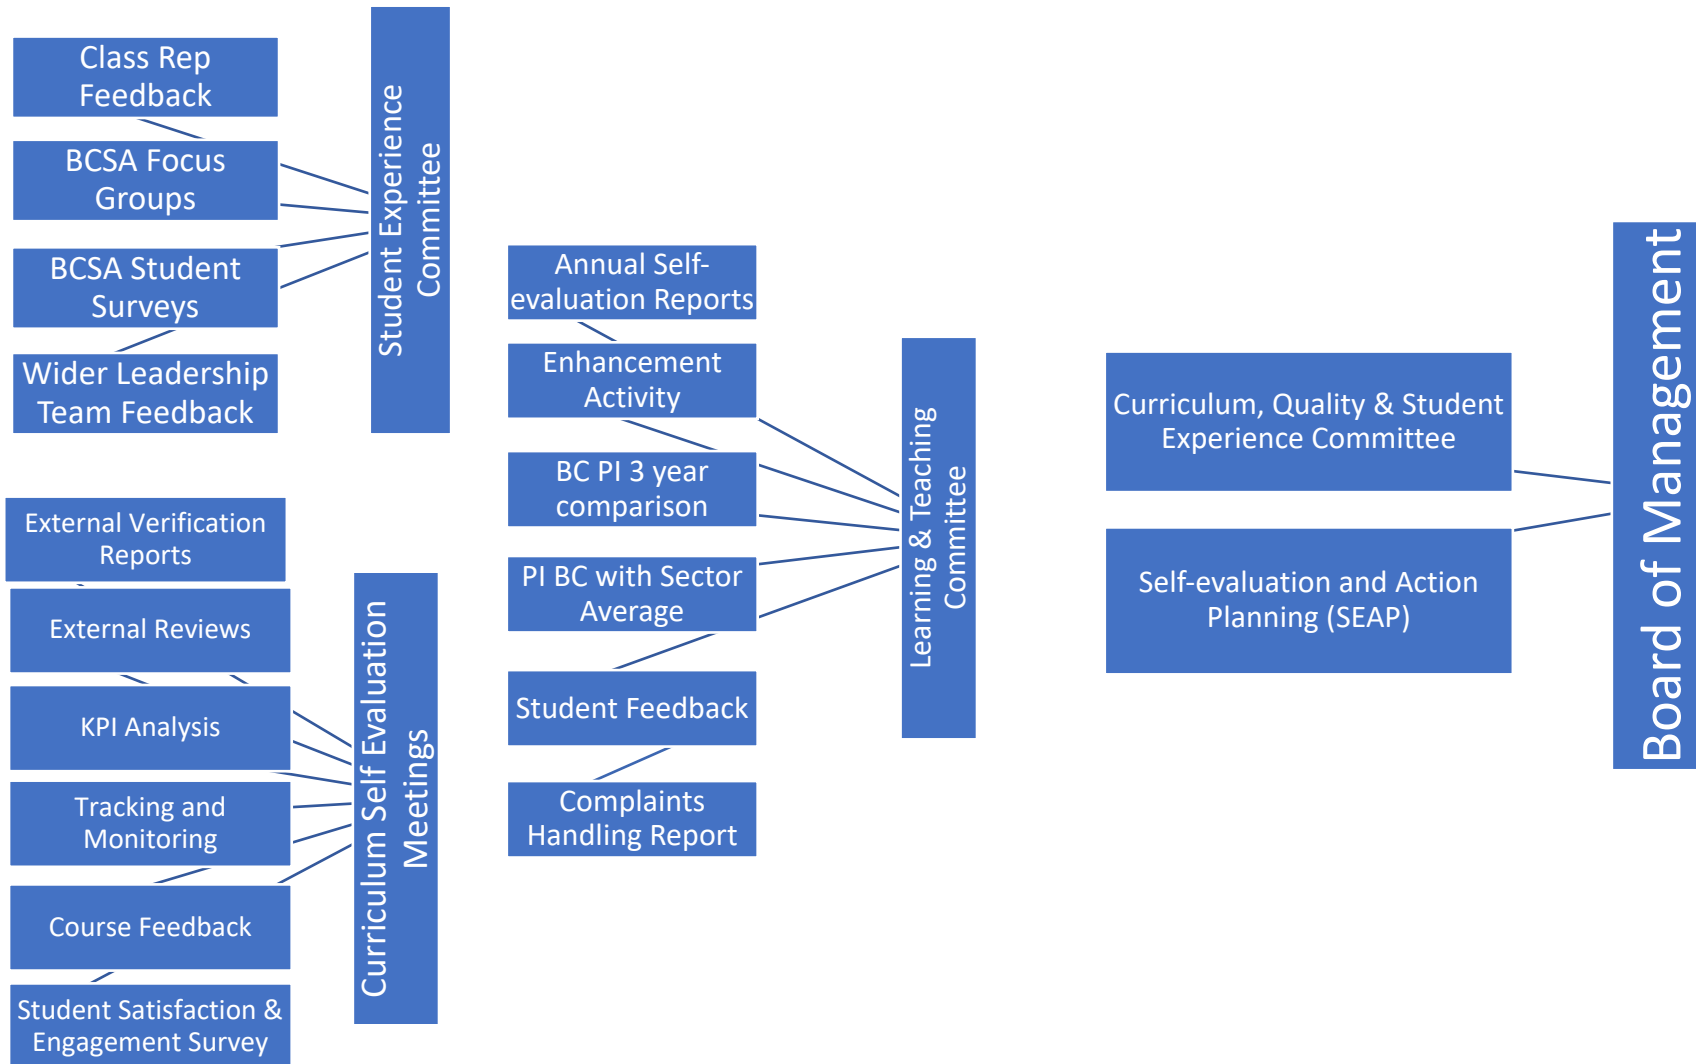 Class Rep
Feedback
BCSA Focus
Groups
BCSA Student
Surveys
Wider Leadership
Team Feedback
Student Experience
Committee
External Verification
Reports
External Reviews
KPI Analysis
Tracking and
Monitoring
Course Feedback
Student Satisfaction &
Engagement Survey
Curriculum Self Evaluation
Meetings
Annual Self-
evaluation Reports
Enhancement
Activity
BC PI 3 year
comparison
PI BC with Sector
Average
Student Feedback
Complaints
Handling Report
Learning & Teaching
Committee
Curriculum, Quality & Student
Experience Committee
Self-evaluation and Action
Planning (SEAP)
Board of Management